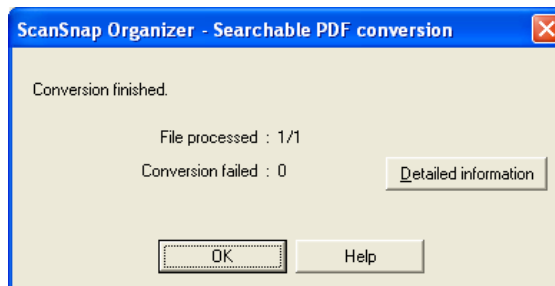 ScanSnap Organizer - Searchable PDF conversion
Conversion finished.
File processed : 1/1
Conversion failed : 0
Detailed information
OK
Help